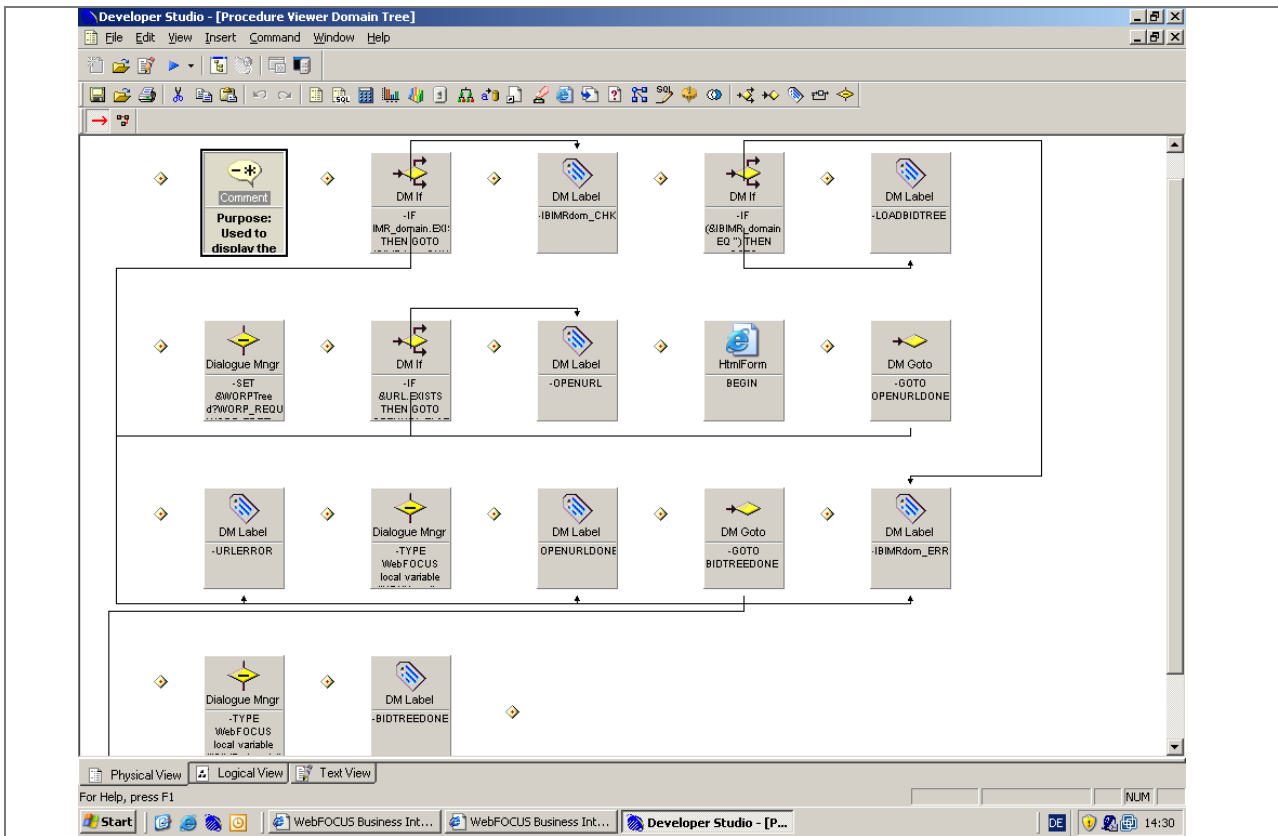 Developer Studio - [Procedure Viewer Domain Tree]
File Edit View Insert Command Window Help
SQL SQL
Comment
Purpose:
Used to
display the
DM If
-IF
THEN GOTO
DM Label
-IBIMRdom_CHK
DM If
-IF
(&IBIMR_domain
EQ '') THEN
DM Label
-LOADBIDTREE
Dialogue Mngr
-SET
&WORPTree
d?WORP_REQU
DM If
-IF
&URL.EXISTS
THEN GOTO
DM Label
-OPENURL
HtmlForm
BEGIN
DM Goto
-GOTO
OPENURLDONE
DM Label
-URLERROR
Dialogue Mngr
-TYPE
WebFOCUS
local variable
DM Label
OPENURLDONE
DM Goto
-GOTO
BIDTREEDONE
DM Label
-IBIMRdom_ERR
Dialogue Mngr
-TYPE
WebFOCUS
local variable
DM Label
-BIDTREEDONE
Physical View Logical View Text View
For Help, press F1
NUM
Start WebFOCUS Business Int... WebFOCUS Business Int... Developer Studio - [P... DE 14:30